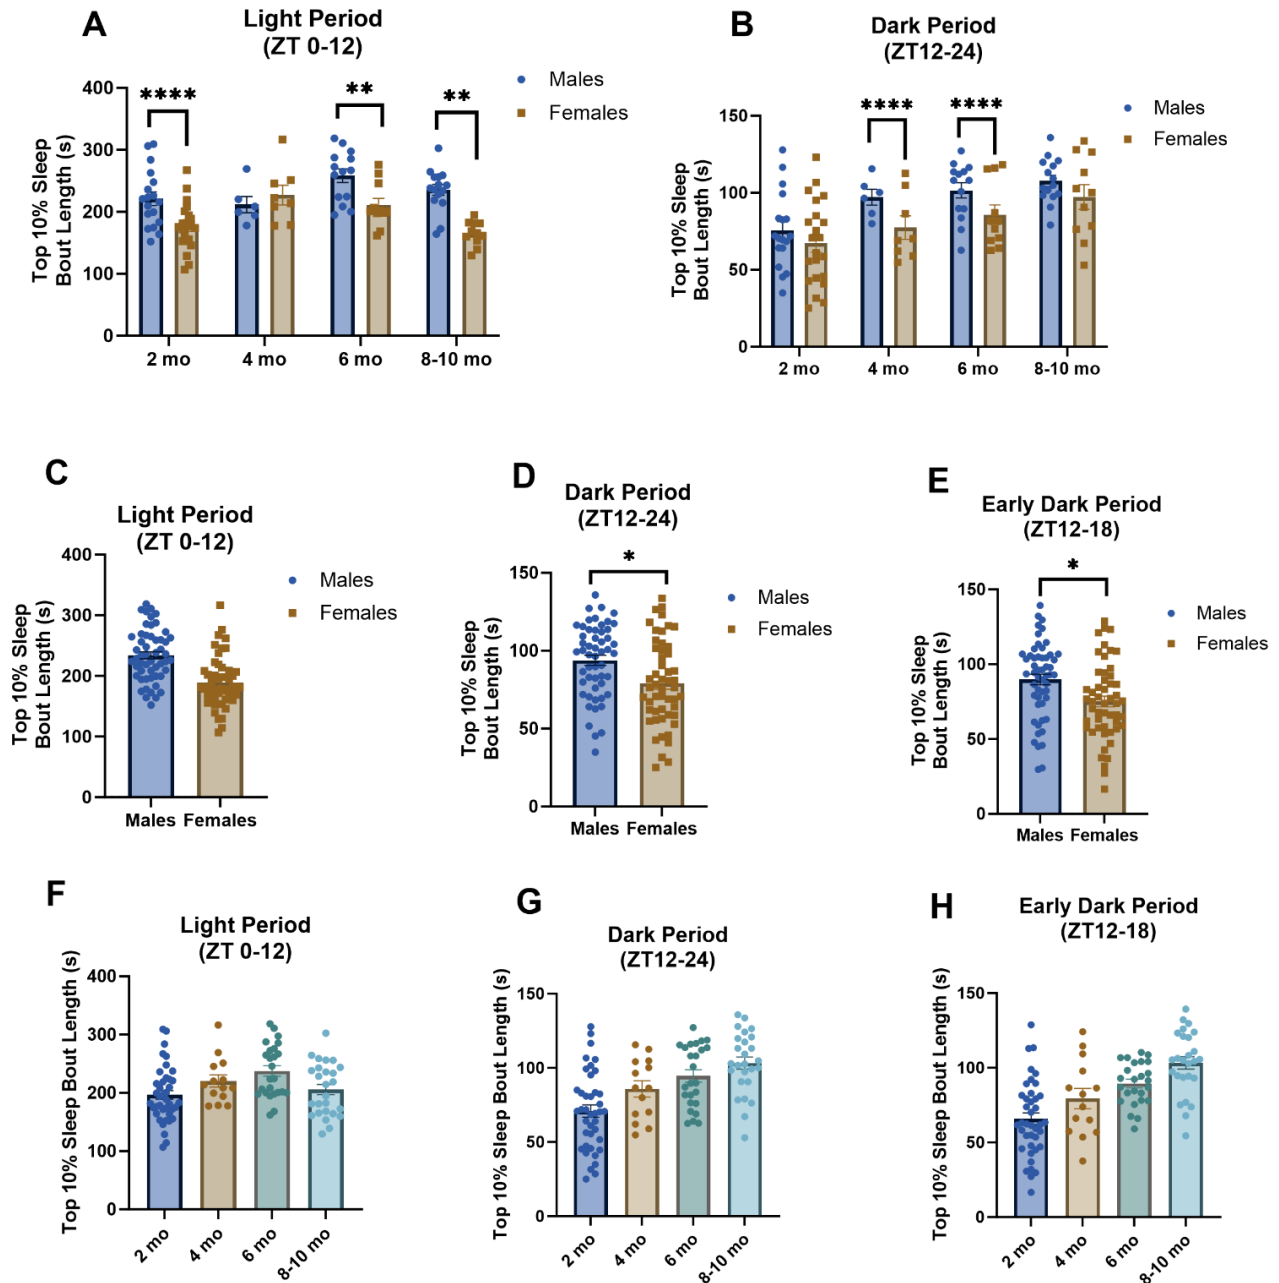 A
Light Period
(ZT 0-12)
Top 10% Sleep
Bout Length (s)
400
300
200
100
0
****
**
**
2 mo
4 mo
6 mo
8-10 mo
Males
Females
B
Dark Period
(ZT12-24)
Top 10% Sleep
Bout Length (s)
150
100
50
0
****
****
2 mo
4 mo
6 mo
8-10 mo
Males
Females
C
Light Period
(ZT 0-12)
Top 10% Sleep
Bout Length (s)
400
300
200
100
0
Males Females
Males
Females
D
Dark Period
(ZT12-24)
Top 10% Sleep
Bout Length (s)
150
100
50
0
*
Males Females
Males
Females
E
Early Dark Period
(ZT12-18)
Top 10% Sleep
Bout Length (s)
150
100
50
0
*
Males Females
Males
Females
F
Light Period
(ZT 0-12)
Top 10% Sleep Bout Length (s)
400
300
200
100
0
2 mo
4 mo
6 mo
8-10 mo
G
Dark Period
(ZT12-24)
Top 10% Sleep Bout Length (s)
150
100
50
0
2 mo
4 mo
6 mo
8-10 mo
H
Early Dark Period
(ZT12-18)
Top 10% Sleep Bout Length (s)
150
100
50
0
2 mo
4 mo
6 mo
8-10 mo